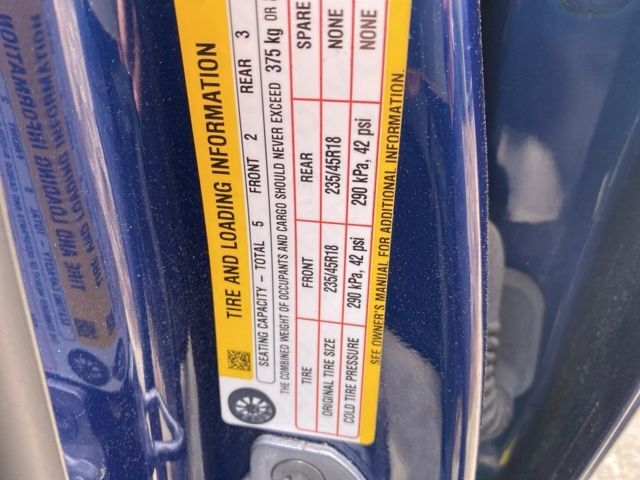 TIRE AND LOADING INFORMATION
SEATING CAPACITY - TOTAL 5 FRONT 2 REAR 3
THE COMBINED WEIGHT OF OCCUPANTS AND CARGO SHOULD NEVER EXCEED 375 kg OR
TIRE FRONT REAR SPARE
ORIGINAL TIRE SIZE 235/45R18 235/45R18 NONE
COLD TIRE PRESSURE 290 kPa, 42 psi 290 kPa, 42 psi NONE
SEE OWNER'S MANUAL FOR ADDITIONAL INFORMATION.